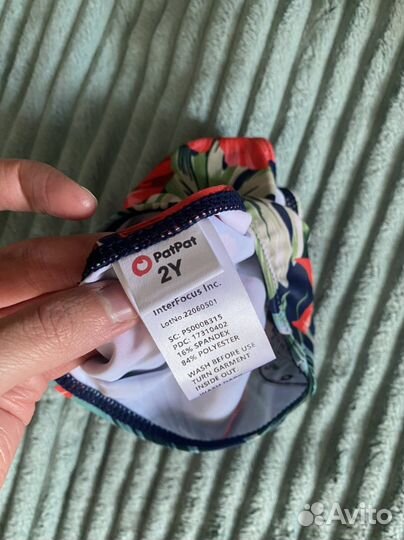 PatPat
2Y
InterFocus Inc.
LotNo.22060501
SC: PS0008315
PDC: 17310402
16% SPANDEX
84% POLYESTER
WASH BEFORE USE
TURN GARMENT
INSIDE OUT
Avito